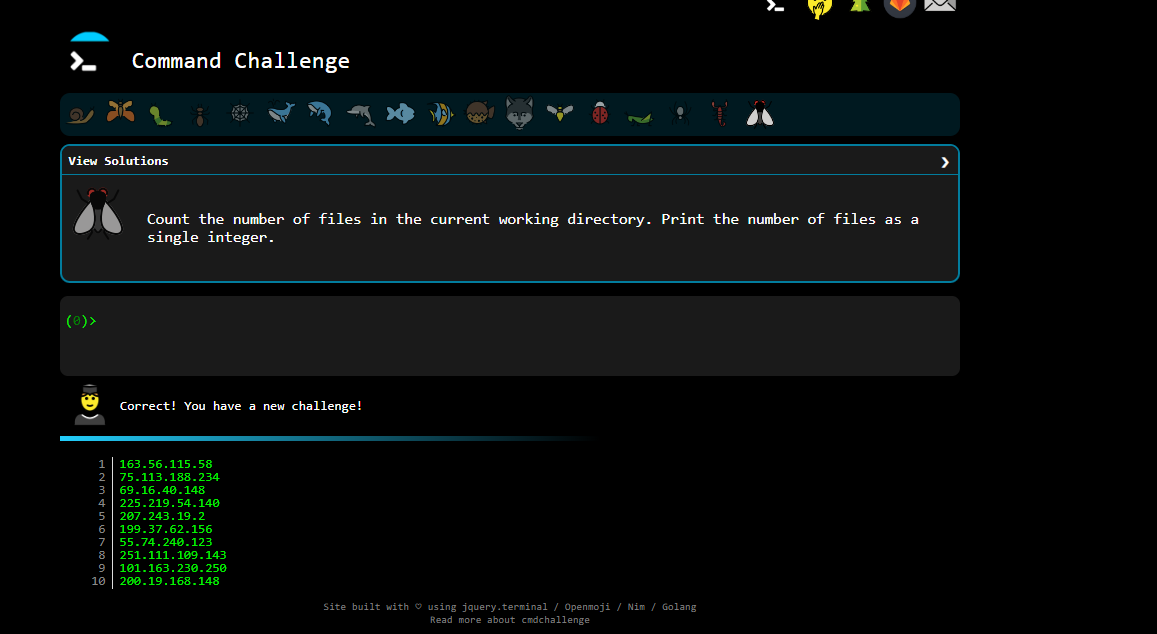 Command Challenge
View Solutions
Count the number of files in the current working directory. Print the number of files as a
single integer.
(0)>
Correct! You have a new challenge!
1 163.56.115.58
2 75.113.188.234
3 69.16.40.148
4 225.219.54.140
5 207.243.19.2
6 199.37.62.156
7 55.74.240.123
8 251.111.109.143
9 101.163.230.250
10 200.19.168.148
Site built with ♡ using jquery.terminal / Openmoji / Nim / Golang
Read more about cmdchallenge